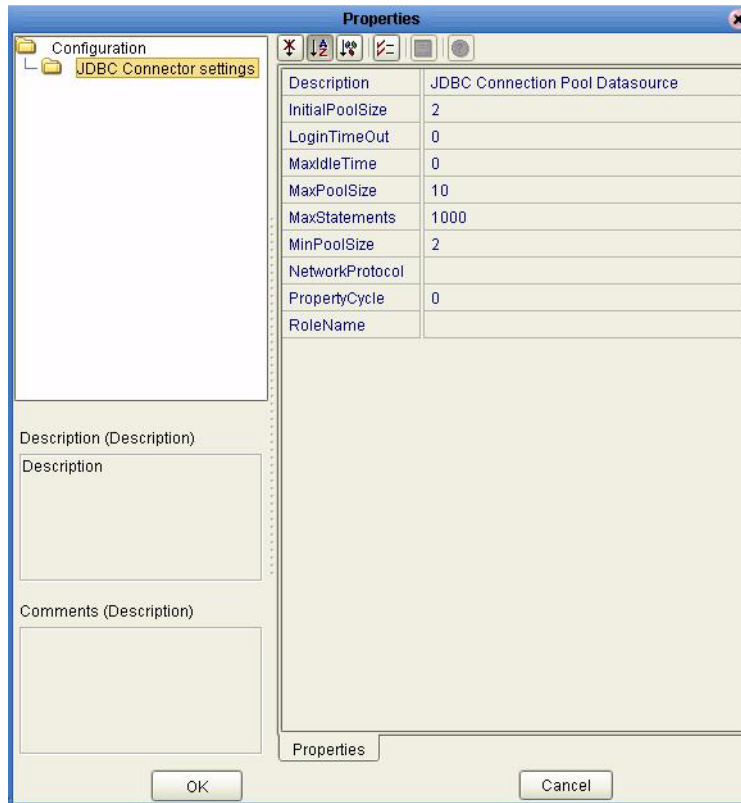 Properties
Configuration
JDBC Connector settings
Description JDBC Connection Pool Datasource
InitialPoolSize 2
LoginTimeOut 0
MaxIdleTime 0
MaxPoolSize 10
MaxStatements 1000
MinPoolSize 2
NetworkProtocol
PropertyCycle 0
RoleName
Description (Description)
Description
Comments (Description)
Properties
OK Cancel